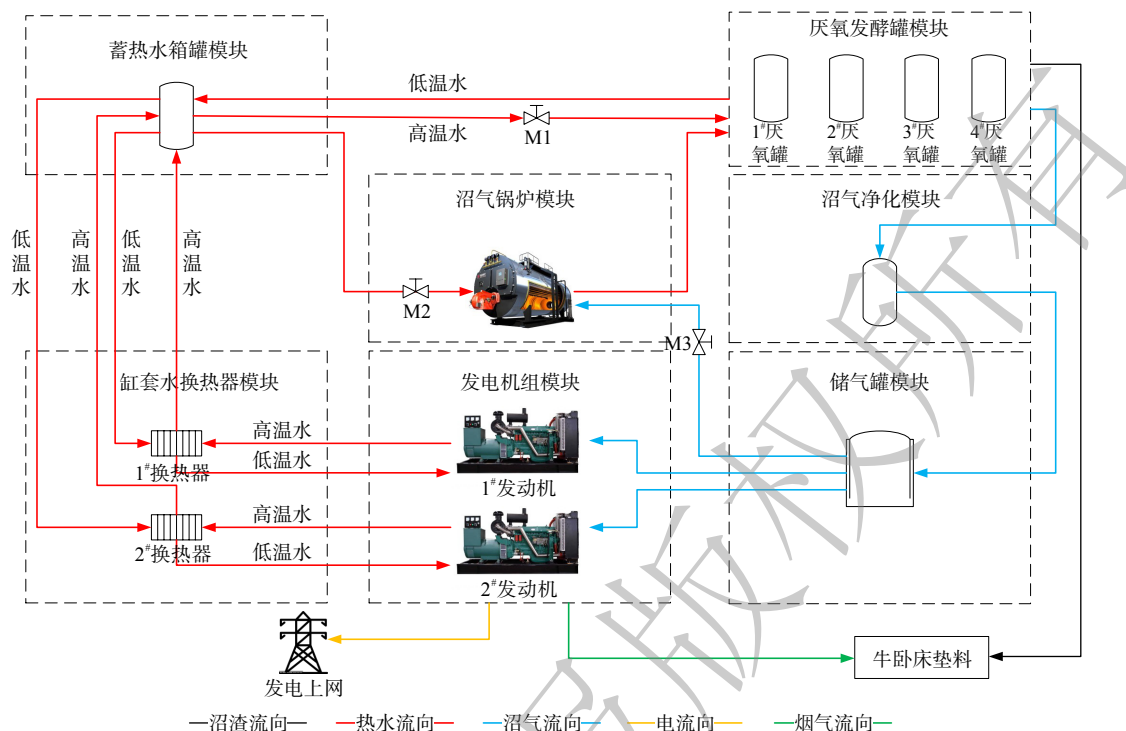 蓄热水箱罐模块
厌氧发酵罐模块
低温水
高温水
M1
1#厌
氧罐
2#厌
氧罐
3#厌
氧罐
4#厌
氧罐
沼气锅炉模块
沼气净化模块
低温水
高温水
低温水
高温水
M2
M3
缸套水换热器模块
发电机组模块
储气罐模块
高温水
低温水
1#换热器
1#发动机
高温水
低温水
2#换热器
2#发动机
发电上网
牛卧床垫料
沼渣流向
热水流向
沼气流向
电流向
烟气流向
版权所有